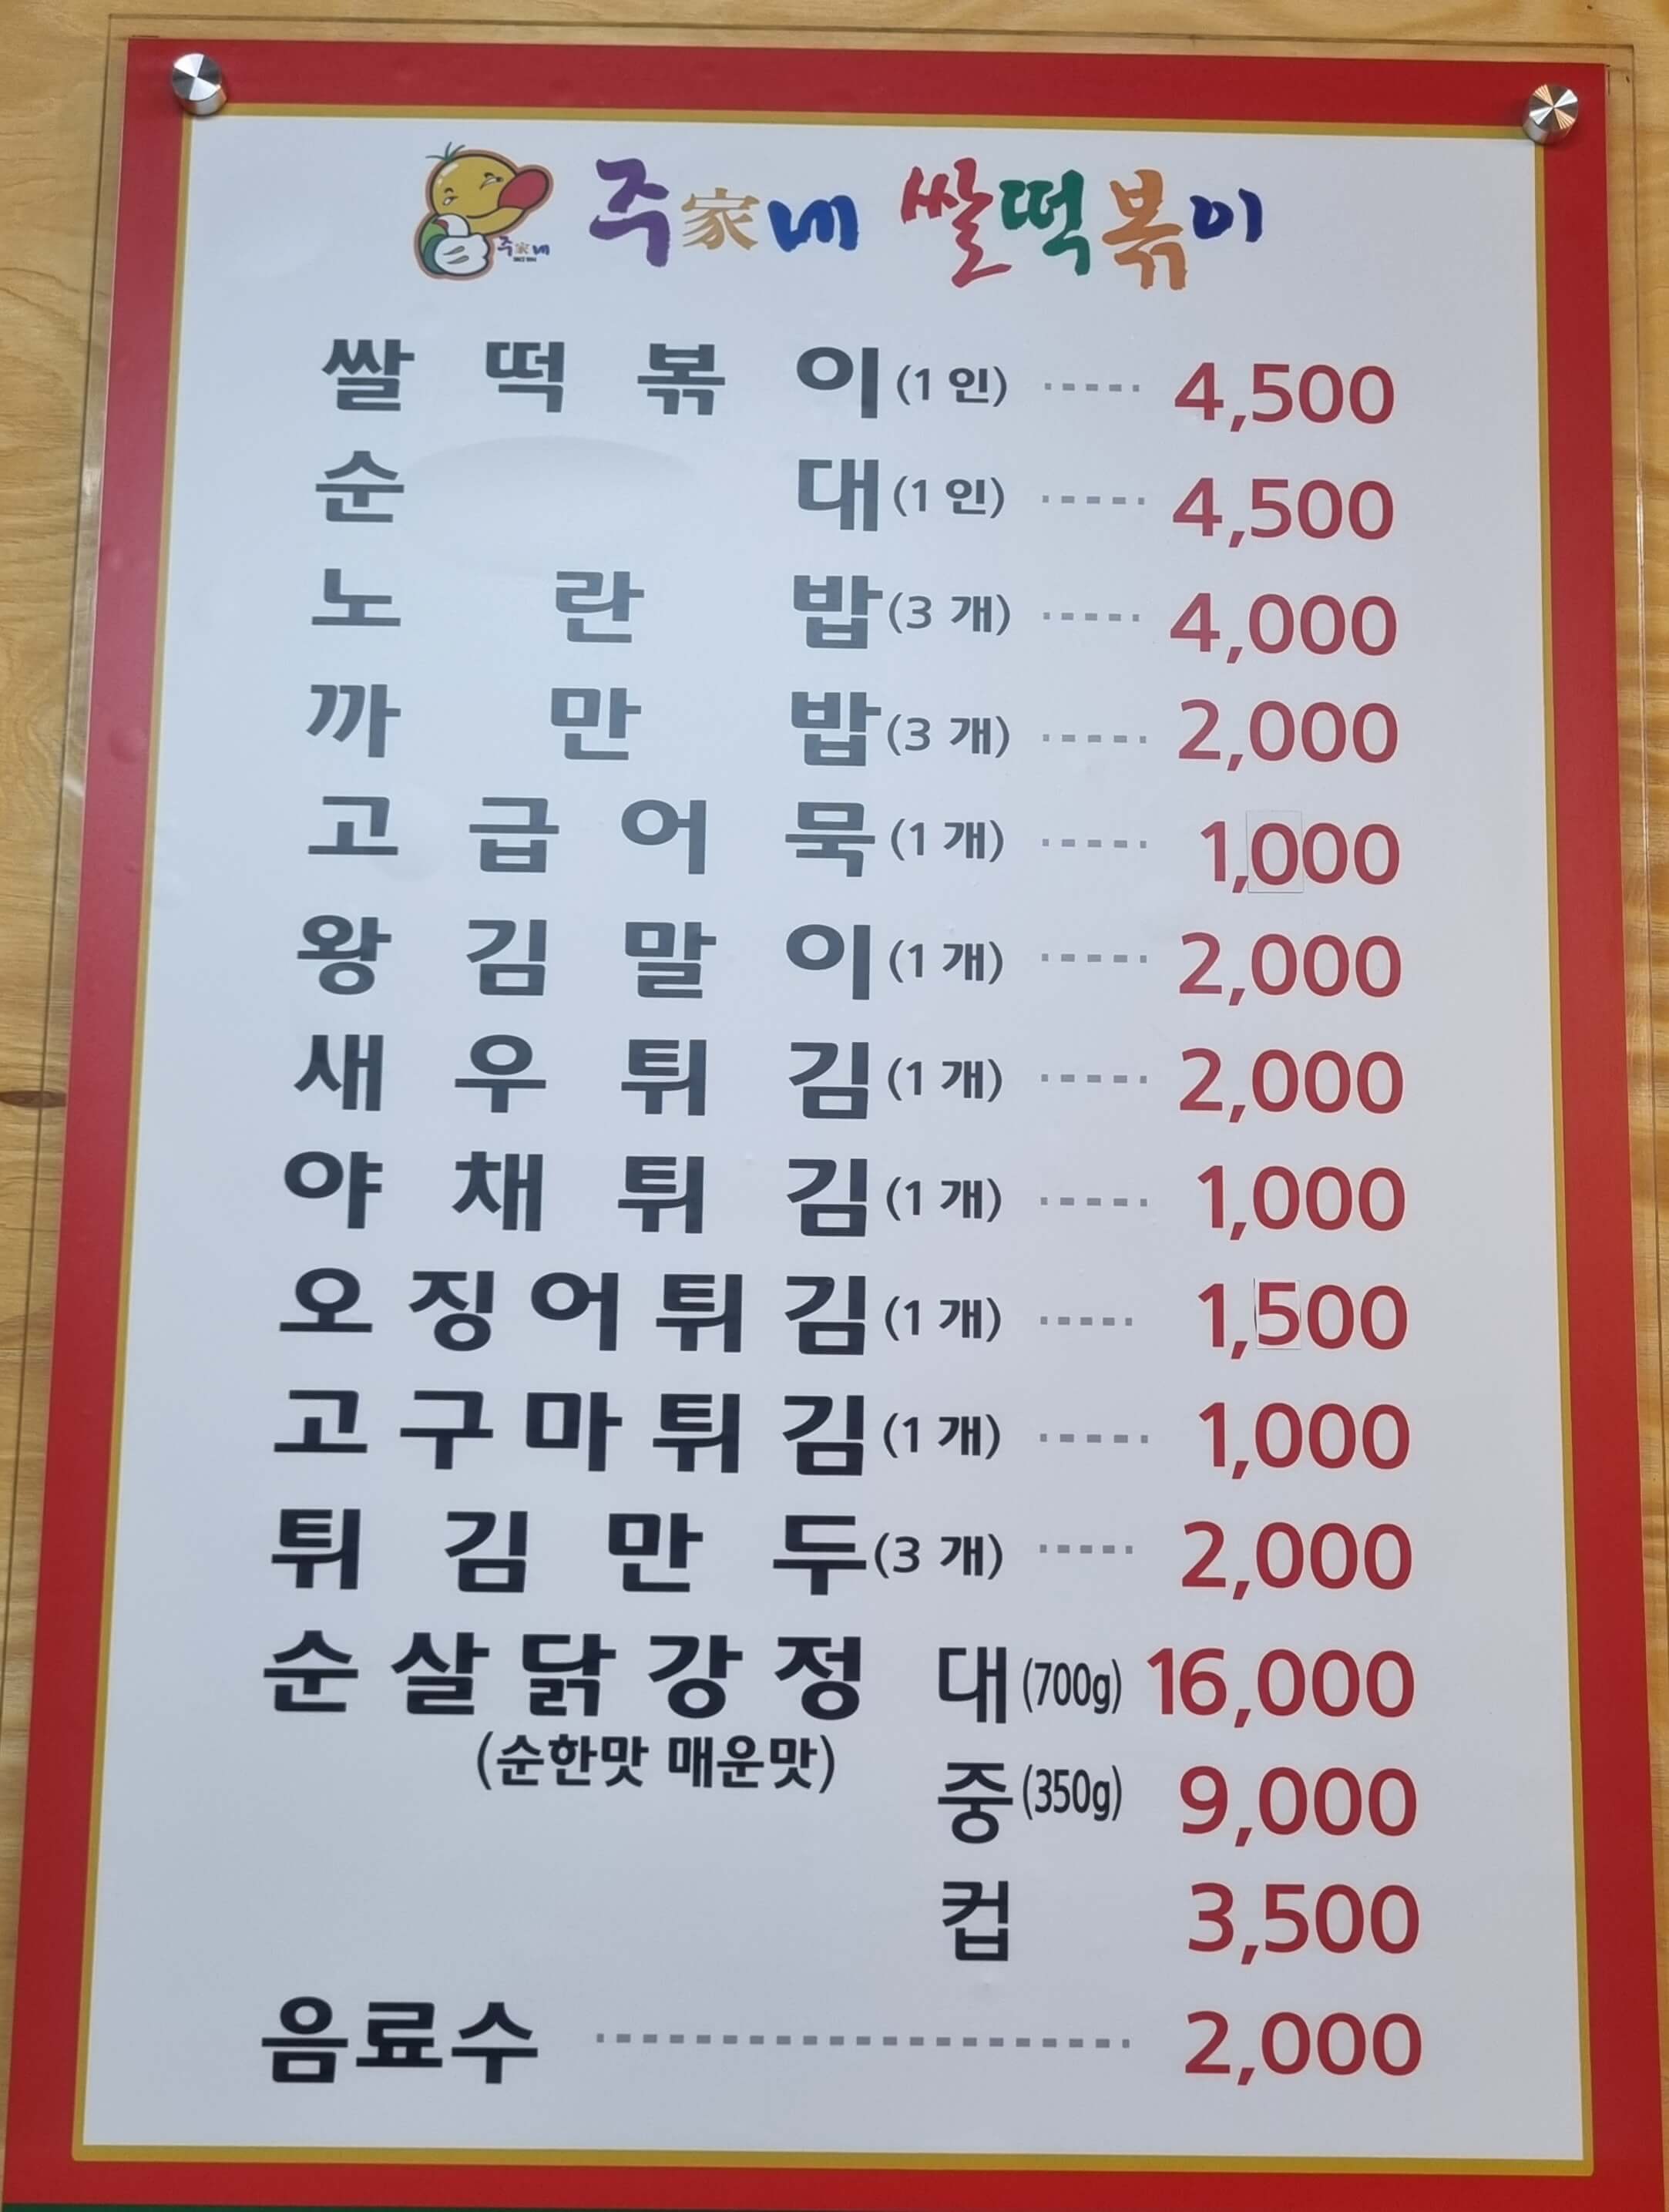 주家네 쌀떡볶이
주家네
쌀떡볶이(1인) ····· 4,500
순대(1인) ····· 4,500
노란밥(3개) ····· 4,000
까만밥(3개) ····· 2,000
고급어묵(1개) ····· 1,000
왕김말이(1개) ····· 2,000
새우튀김(1개) ····· 2,000
야채튀김(1개) ····· 1,000
오징어튀김(1개) ····· 1,500
고구마튀김(1개) ····· 1,000
튀김만두(3개) ····· 2,000
순살닭강정 대(700g) 16,000
(순한맛 매운맛)
중(350g) 9,000
컵 3,500
음료수 ····· 2,000